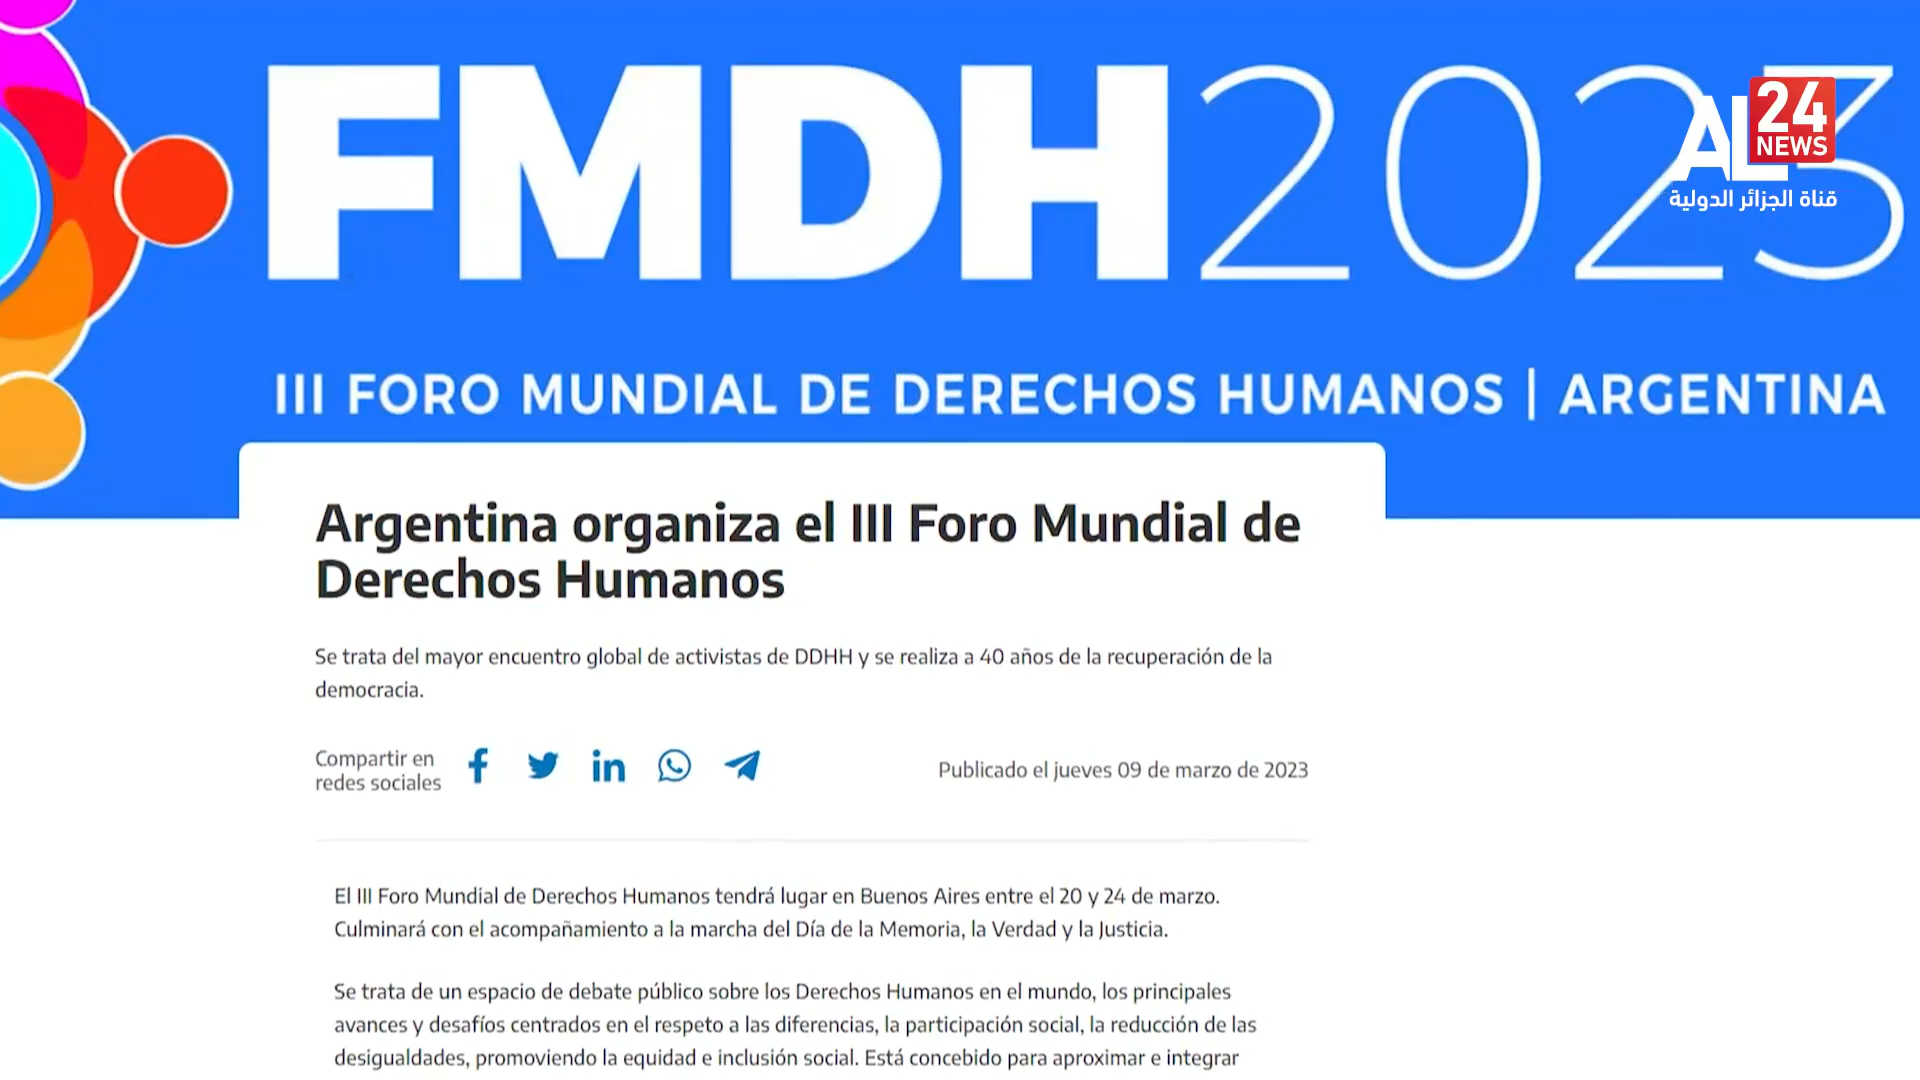 FMDH2023
AL 24
NEWS
قناة الجزائر الدولية
III FORO MUNDIAL DE DERECHOS HUMANOS | ARGENTINA
Argentina organiza el III Foro Mundial de
Derechos Humanos
Se trata del mayor encuentro global de activistas de DDHH y se realiza a 40 años de la recuperación de la
democracia.
Compartir en
redes sociales
Publicado el jueves 09 de marzo de 2023
El III Foro Mundial de Derechos Humanos tendrá lugar en Buenos Aires entre el 20 y 24 de marzo.
Culminará con el acompañamiento a la marcha del Día de la Memoria, la Verdad y la Justicia.
Se trata de un espacio de debate público sobre los Derechos Humanos en el mundo, los principales
avances y desafíos centrados en el respeto a las diferencias, la participación social, la reducción de las
desigualdades, promoviendo la equidad e inclusión social. Está concebido para aproximar e integrar